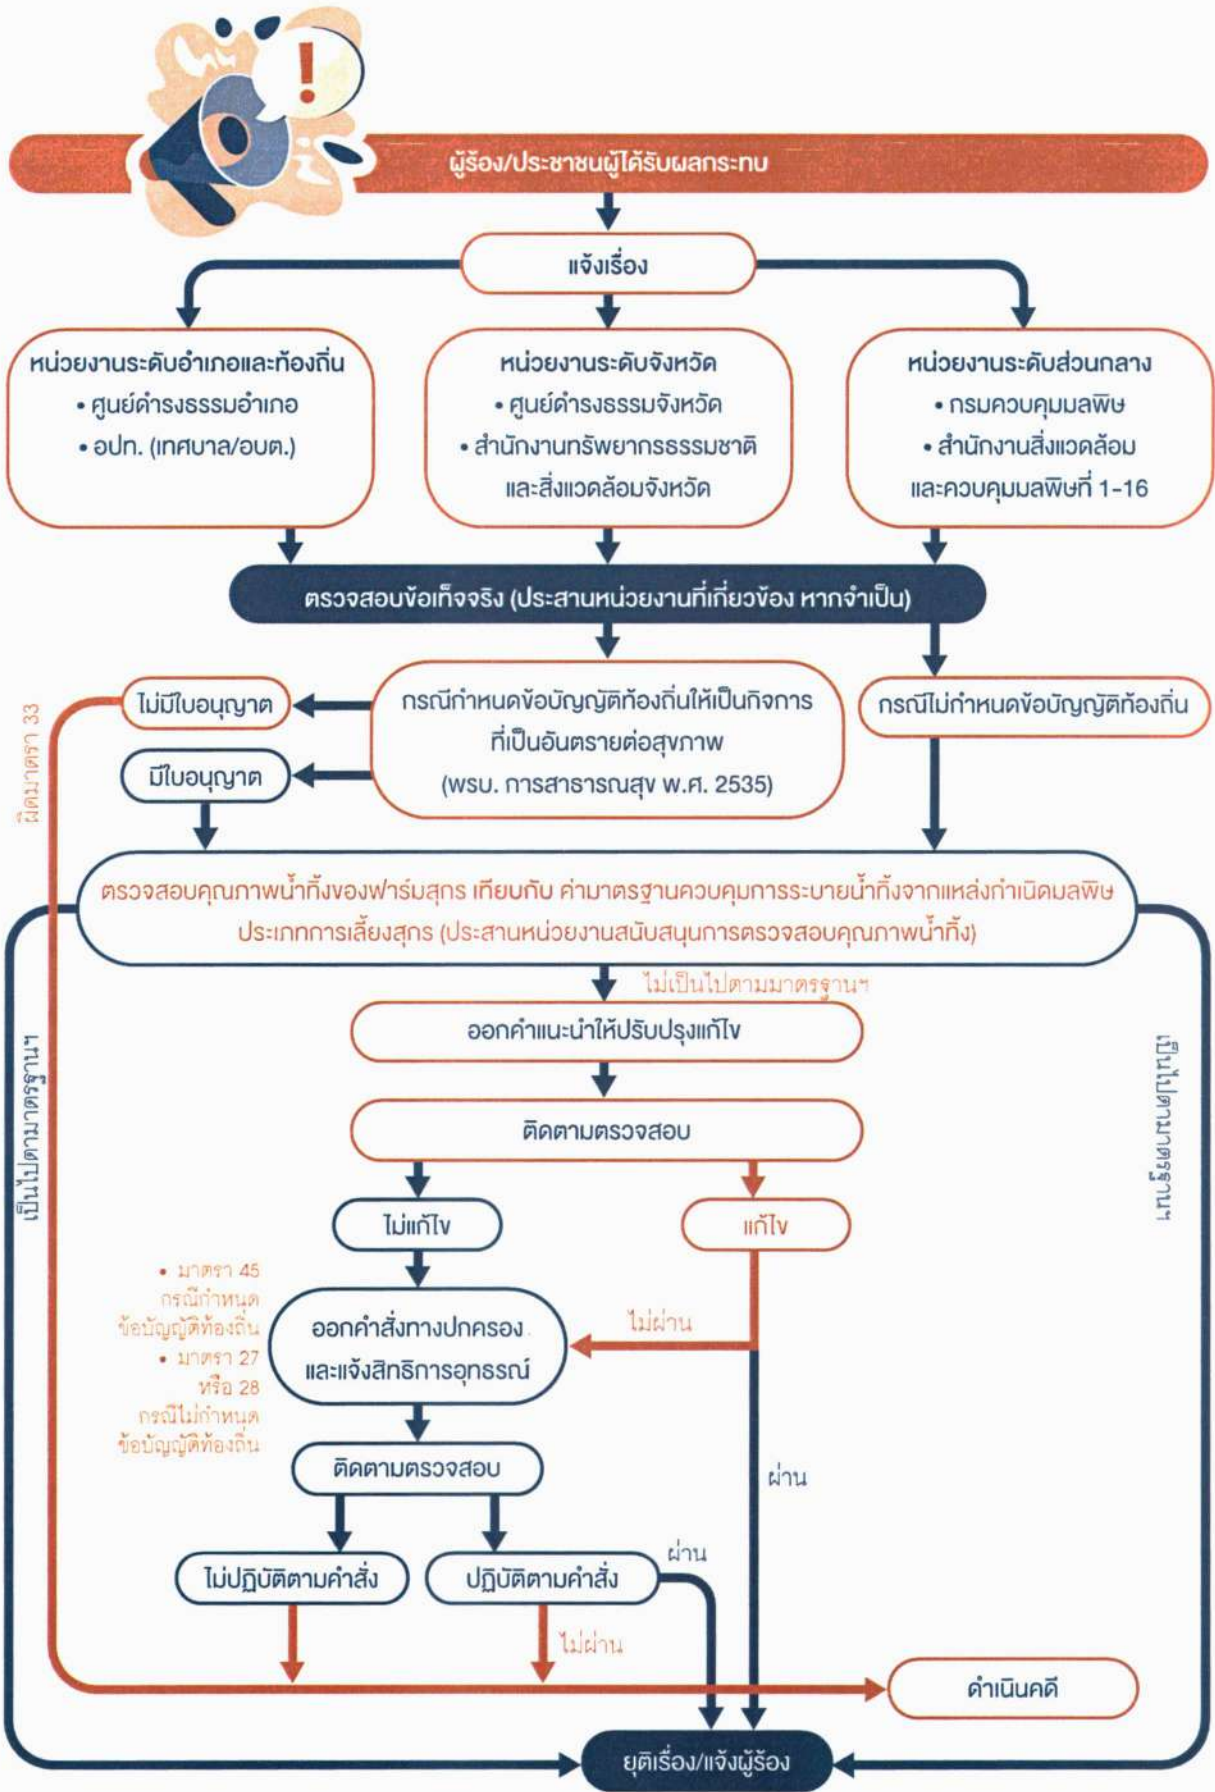 !
ผู้ร้อง/ประชาชนผู้ได้รับผลกระทบ
แจ้งเรื่อง
หน่วยงานระดับอำเภอและท้องถิ่น
• ศูนย์ดำรงธรรมอำเภอ
• อปท. (เทศบาล/อบต.)
หน่วยงานระดับจังหวัด
• ศูนย์ดำรงธรรมจังหวัด
• สำนักงานทรัพยากรธรรมชาติ
และสิ่งแวดล้อมจังหวัด
หน่วยงานระดับส่วนกลาง
• กรมควบคุมมลพิษ
• สำนักงานสิ่งแวดล้อม
และควบคุมมลพิษที่ 1-16
ตรวจสอบข้อเท็จจริง (ประสานหน่วยงานที่เกี่ยวข้อง หากจำเป็น)
ไม่มีใบอนุญาต
มีใบอนุญาต
กรณีกำหนดข้อบัญญัติท้องถิ่นให้เป็นกิจการ
ที่เป็นอันตรายต่อสุขภาพ
(พรบ. การสาธารณสุข พ.ศ. 2535)
กรณีไม่กำหนดข้อบัญญัติท้องถิ่น
ผิดมาตรา 33
ตรวจสอบคุณภาพน้ำทิ้งของฟาร์มสุกร เทียบกับ ค่ามาตรฐานควบคุมการระบายน้ำทิ้งจากแหล่งกำเนิดมลพิษ
ประเภทการเลี้ยงสุกร (ประสานหน่วยงานสนับสนุนการตรวจสอบคุณภาพน้ำทิ้ง)
ไม่เป็นไปตามมาตรฐานฯ
ออกคำแนะนำให้ปรับปรุงแก้ไข
เป็นไปตามาตรฐานฯ
เป็นไปตามาตรฐานฯ
ติดตามตรวจสอบ
ไม่แก้ไข
แก้ไข
• มาตรา 45
กรณีกำหนด
ข้อบัญญัติท้องถิ่น
• มาตรา 27
หรือ 28
กรณีไม่กำหนด
ข้อบัญญัติท้องถิ่น
ออกคำสั่งทางปกครอง
และแจ้งสิทธิการอุทธรณ์
ไม่ผ่าน
ติดตามตรวจสอบ
ผ่าน
ไม่ปฏิบัติตามคำสั่ง
ปฏิบัติตามคำสั่ง
ผ่าน
ไม่ผ่าน
ดำเนินคดี
ยุติเรื่อง/แจ้งผู้ร้อง